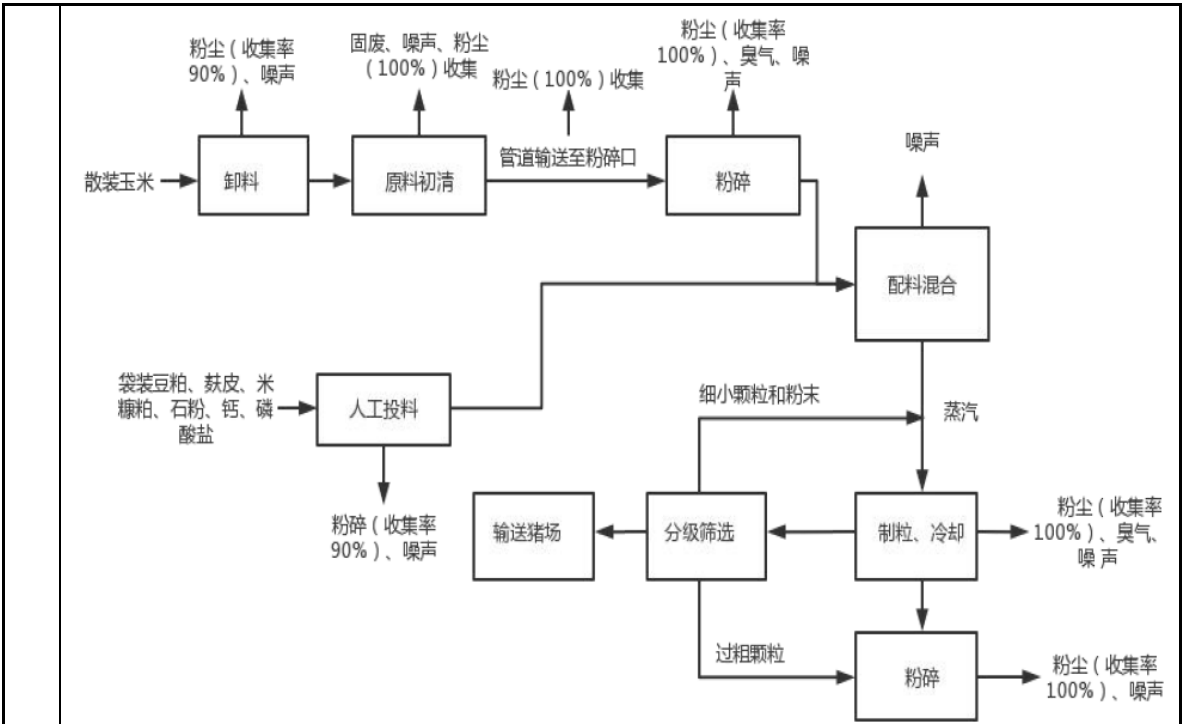 粉尘（收集率
90%）、噪声
固废、噪声、粉尘
（100%）收集
粉尘（100%）收集
粉尘（收集率
100%）、臭气、噪
声
噪声
散装玉米
卸料
原料初清
管道输送至粉碎口
粉碎
配料混合
袋装豆粕、麸皮、米
糠粕、石粉、钙、磷
酸盐
人工投料
细小颗粒和粉末
蒸汽
粉碎（收集率
90%）、噪声
输送猪场
分级筛选
制粒、冷却
粉尘（收集率
100%）、臭气、
噪 声
过粗颗粒
粉碎
粉尘（收集率
100%）、噪声